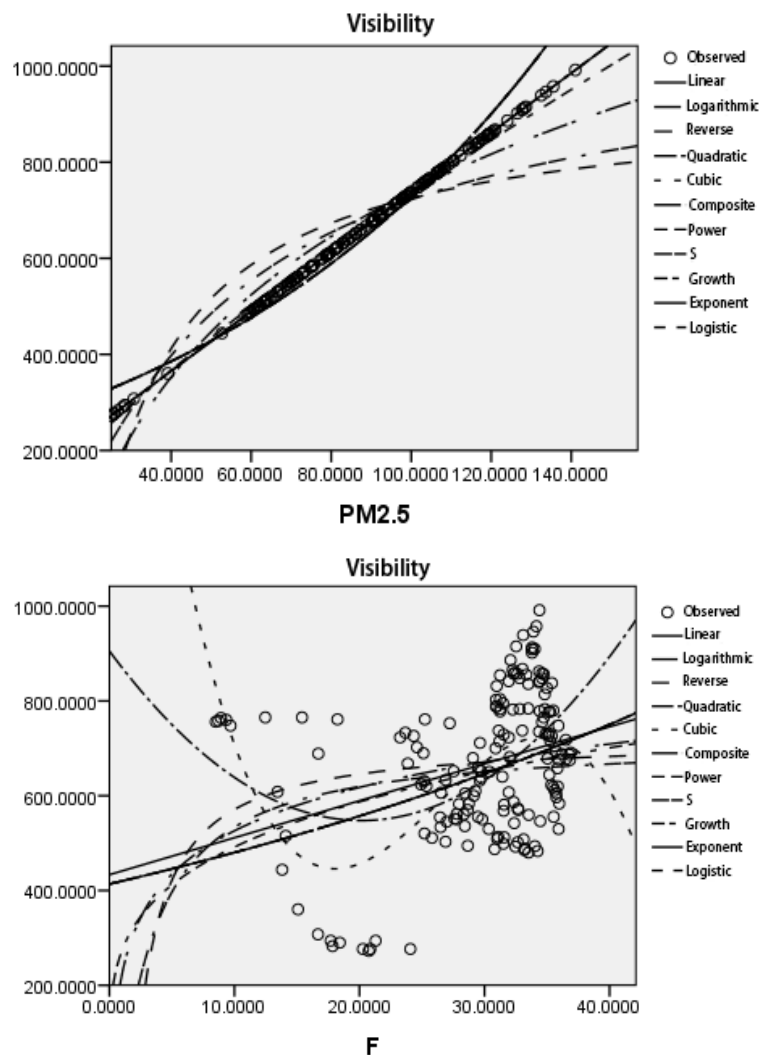 Visibility
1000.0000
800.0000
600.0000
400.0000
200.0000
40.0000 60.0000 80.0000 100.0000 120.0000 140.0000
PM2.5
Observed
Linear
Logarithmic
Reverse
Quadratic
Cubic
Composite
Power
S
Growth
Exponent
Logistic
Visibility
1000.0000
800.0000
600.0000
400.0000
200.0000
0.0000 10.0000 20.0000 30.0000 40.0000
F
Observed
Linear
Logarithmic
Reverse
Quadratic
Cubic
Composite
Power
S
Growth
Exponent
Logistic